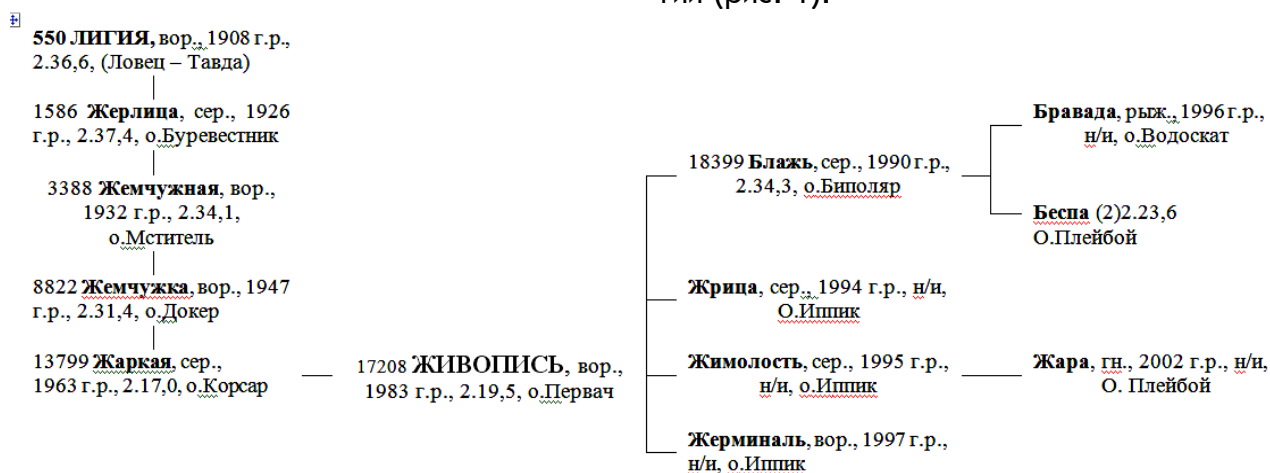 550 ЛИГИЯ, вор., 1908 г.р.,
2.36,6, (Ловец – Тавда)
1586 Жерлица, сер., 1926
г.р., 2.37,4, о.Буревестник
3388 Жемчужная, вор.,
1932 г.р., 2.34,1,
о.Мститель
8822 Жемчужка, вор., 1947
г.р., 2.31,4, о.Докер
13799 Жаркая, сер.,
1963 г.р., 2.17,0, о.Корсар
17208 ЖИВОПИСЬ, вор.,
1983 г.р., 2.19,5, о.Первач
18399 Блажь, сер., 1990 г.р.,
2.34,3, о.Биполяр
Жрица, сер., 1994 г.р., н/и,
О.Иппик
Жимолость, сер., 1995 г.р.,
н/и, о.Иппик
Жерминаль, вор., 1997 г.р.,
н/и, о.Иппик
Бравада, рыж., 1996 г.р.,
н/и, о.Водоскат
Беспа (2)2.23,6
О.Плейбой
Жара, гн., 2002 г.р., н/и,
О. Плейбой